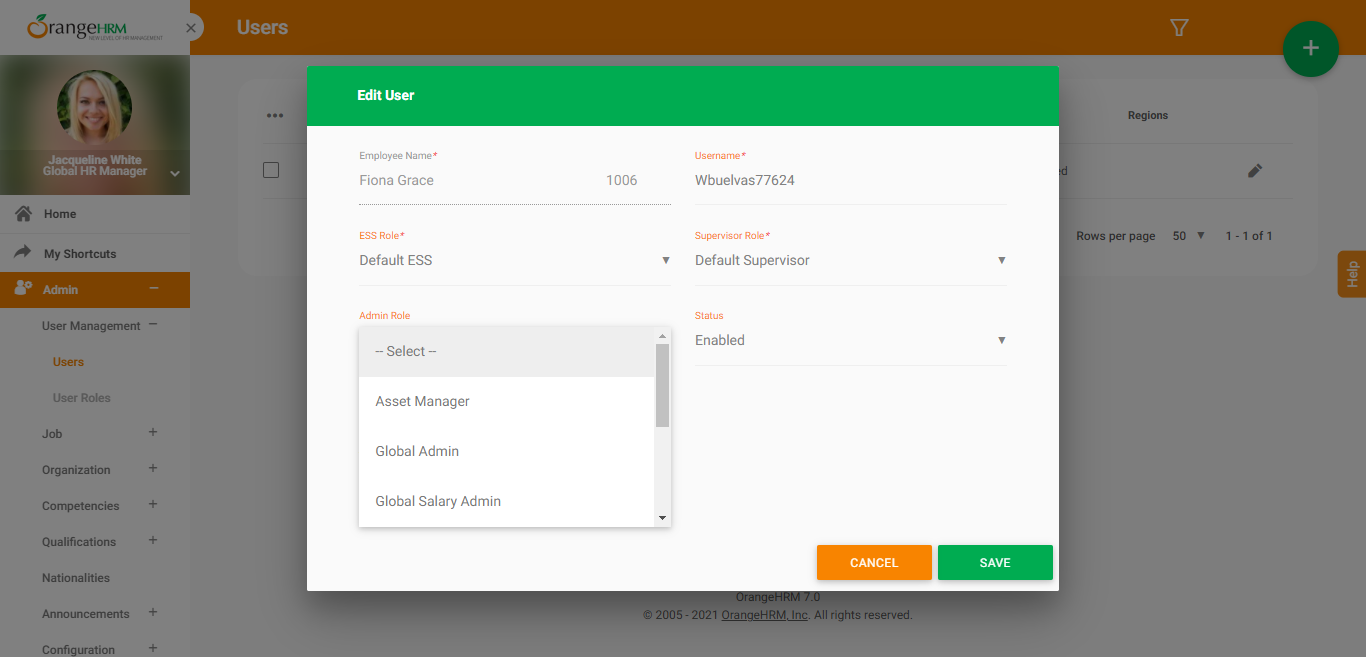 OrangeHRM
NEW LEVEL OF HR MANAGEMENT
Users
Jacqueline White
Global HR Manager
Home
My Shortcuts
Admin
User Management
Users
User Roles
Job
Organization
Competencies
Qualifications
Nationalities
Announcements
Configuration
Regions
ed
Rows per page 50 1 - 1 of 1
Help
Edit User
Employee Name*
Fiona Grace 1006
Username*
Wbuelvas77624
ESS Role*
Default ESS
Supervisor Role*
Default Supervisor
Admin Role
-- Select --
Asset Manager
Global Admin
Global Salary Admin
Status
Enabled
CANCEL
SAVE
OrangeHRM 7.0
© 2005 - 2021 OrangeHRM, Inc. All rights reserved.